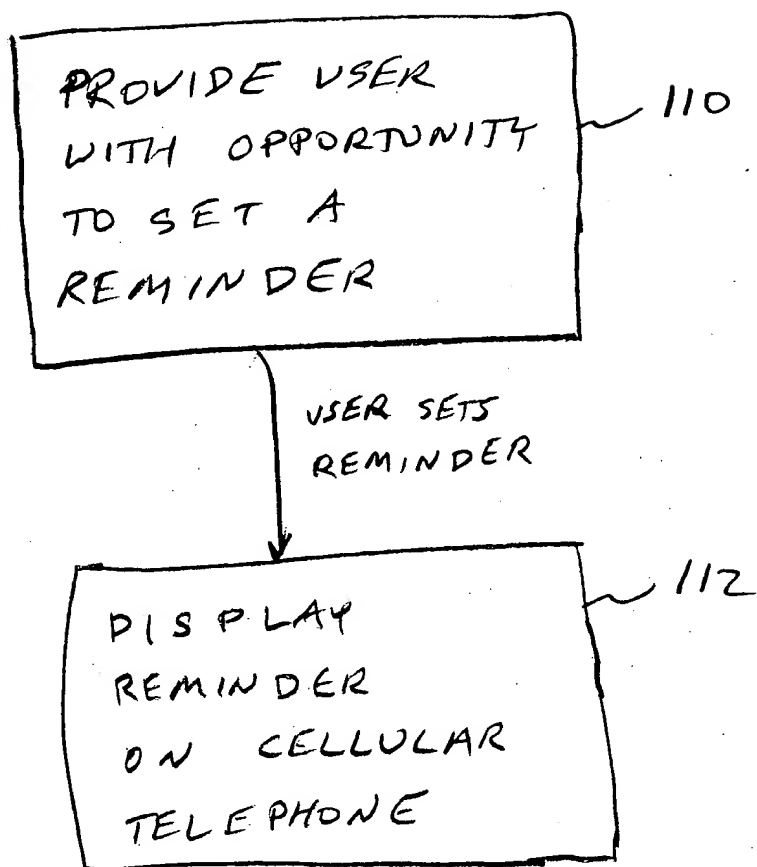 PROVIDE USER
WITH OPPORTUNITY
TO SET A
REMINDER
110
USER SETS
REMINDER
DISPLAY
REMINDER
ON CELLULAR
TELEPHONE
112